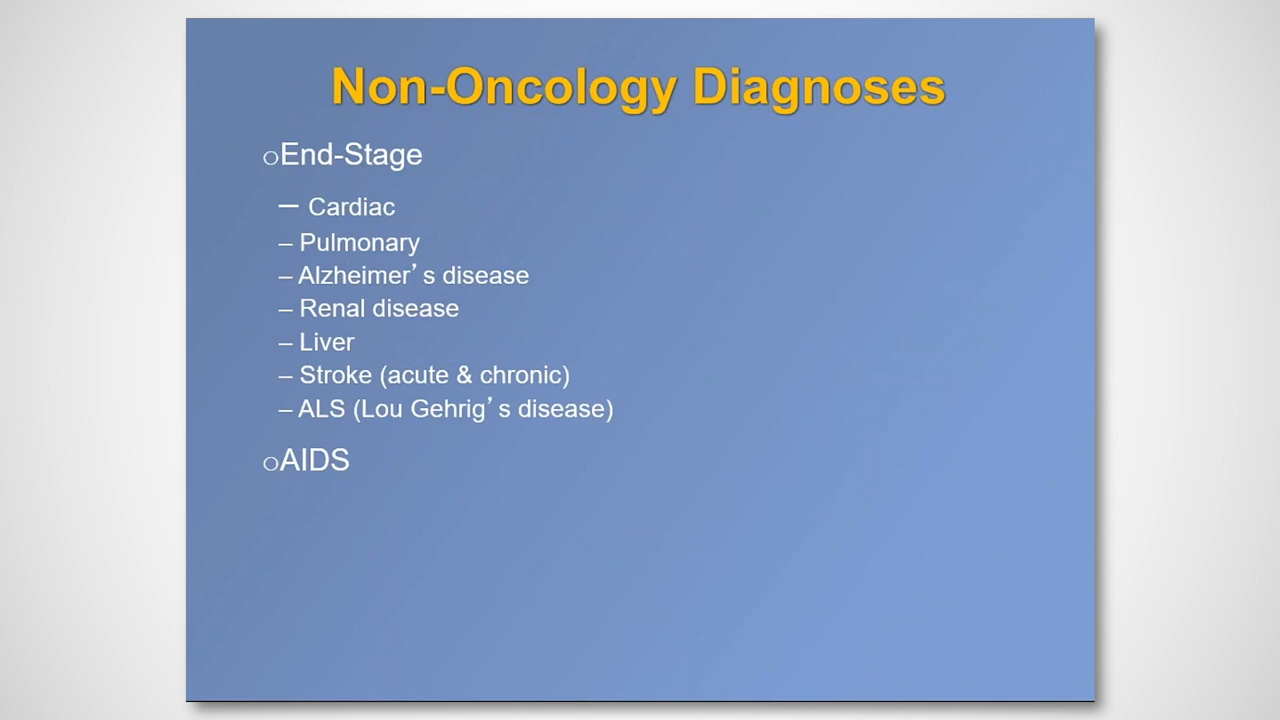 Non-Oncology Diagnoses
○End-Stage
– Cardiac
– Pulmonary
– Alzheimer’s disease
– Renal disease
– Liver
– Stroke (acute & chronic)
– ALS (Lou Gehrig’s disease)
○AIDS